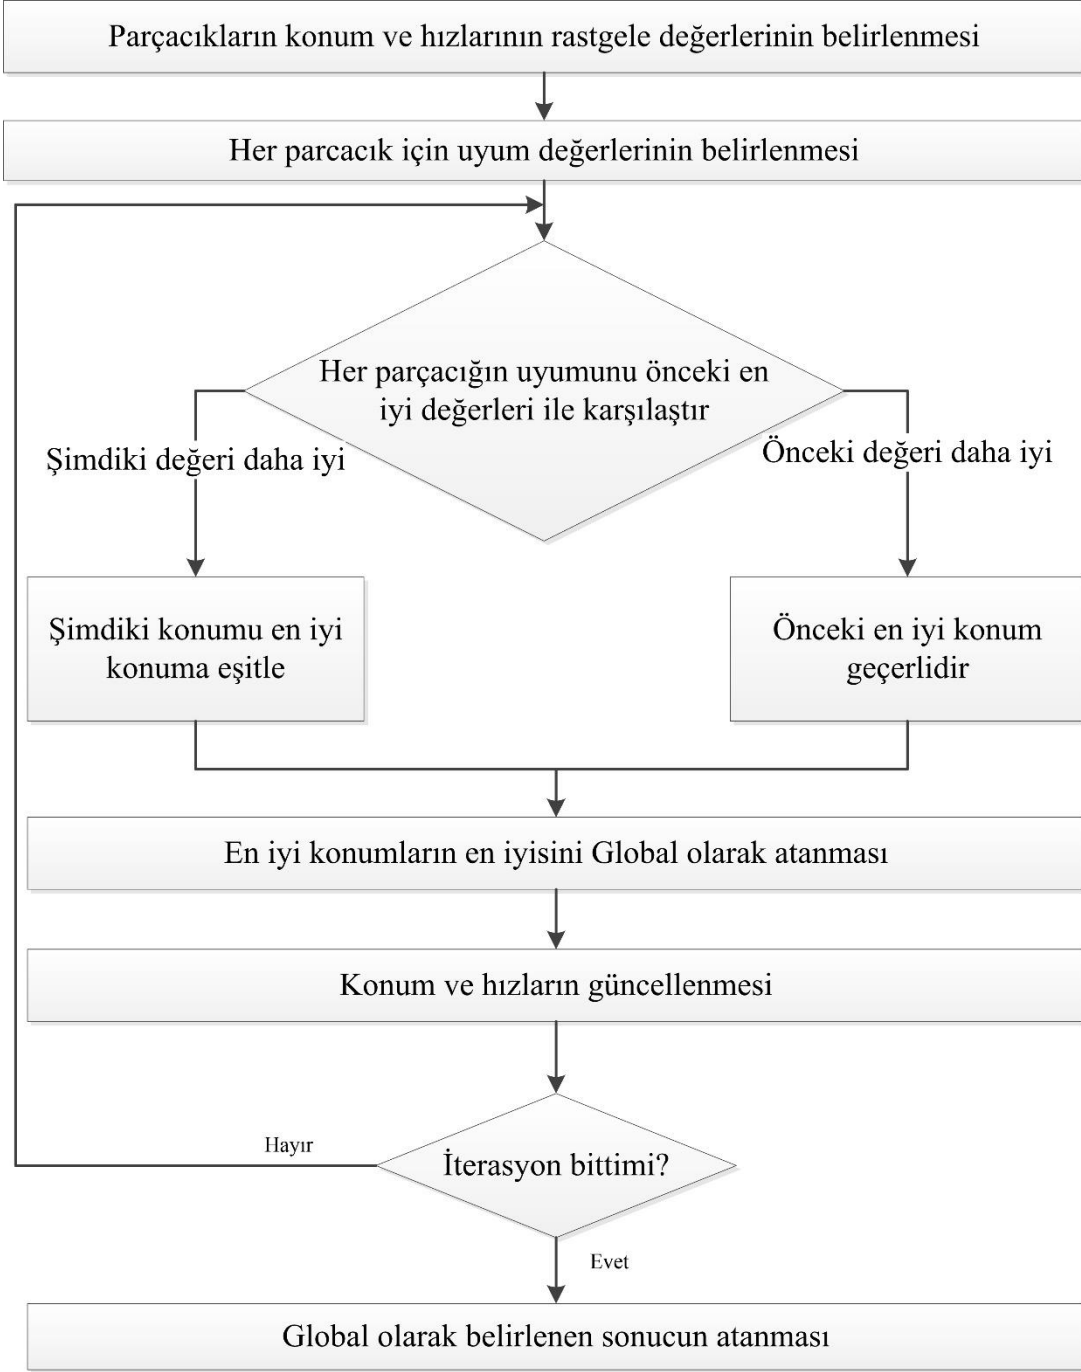 Parçacıkların konum ve hızlarının rastgele değerlerinin belirlenmesi
Her parcacık için uyum değerlerinin belirlenmesi
Her parçacığın uyumunu önceki en
iyi değerleri ile karşılaştır
Şimdiki değeri daha iyi
Önceki değeri daha iyi
Şimdiki konumu en iyi
konuma eşitle
Önceki en iyi konum
geçerlidir
En iyi konumların en iyisini Global olarak atanması
Konum ve hızların güncellenmesi
Hayır
İterasyon bittimi?
Evet
Global olarak belirlenen sonucun atanması